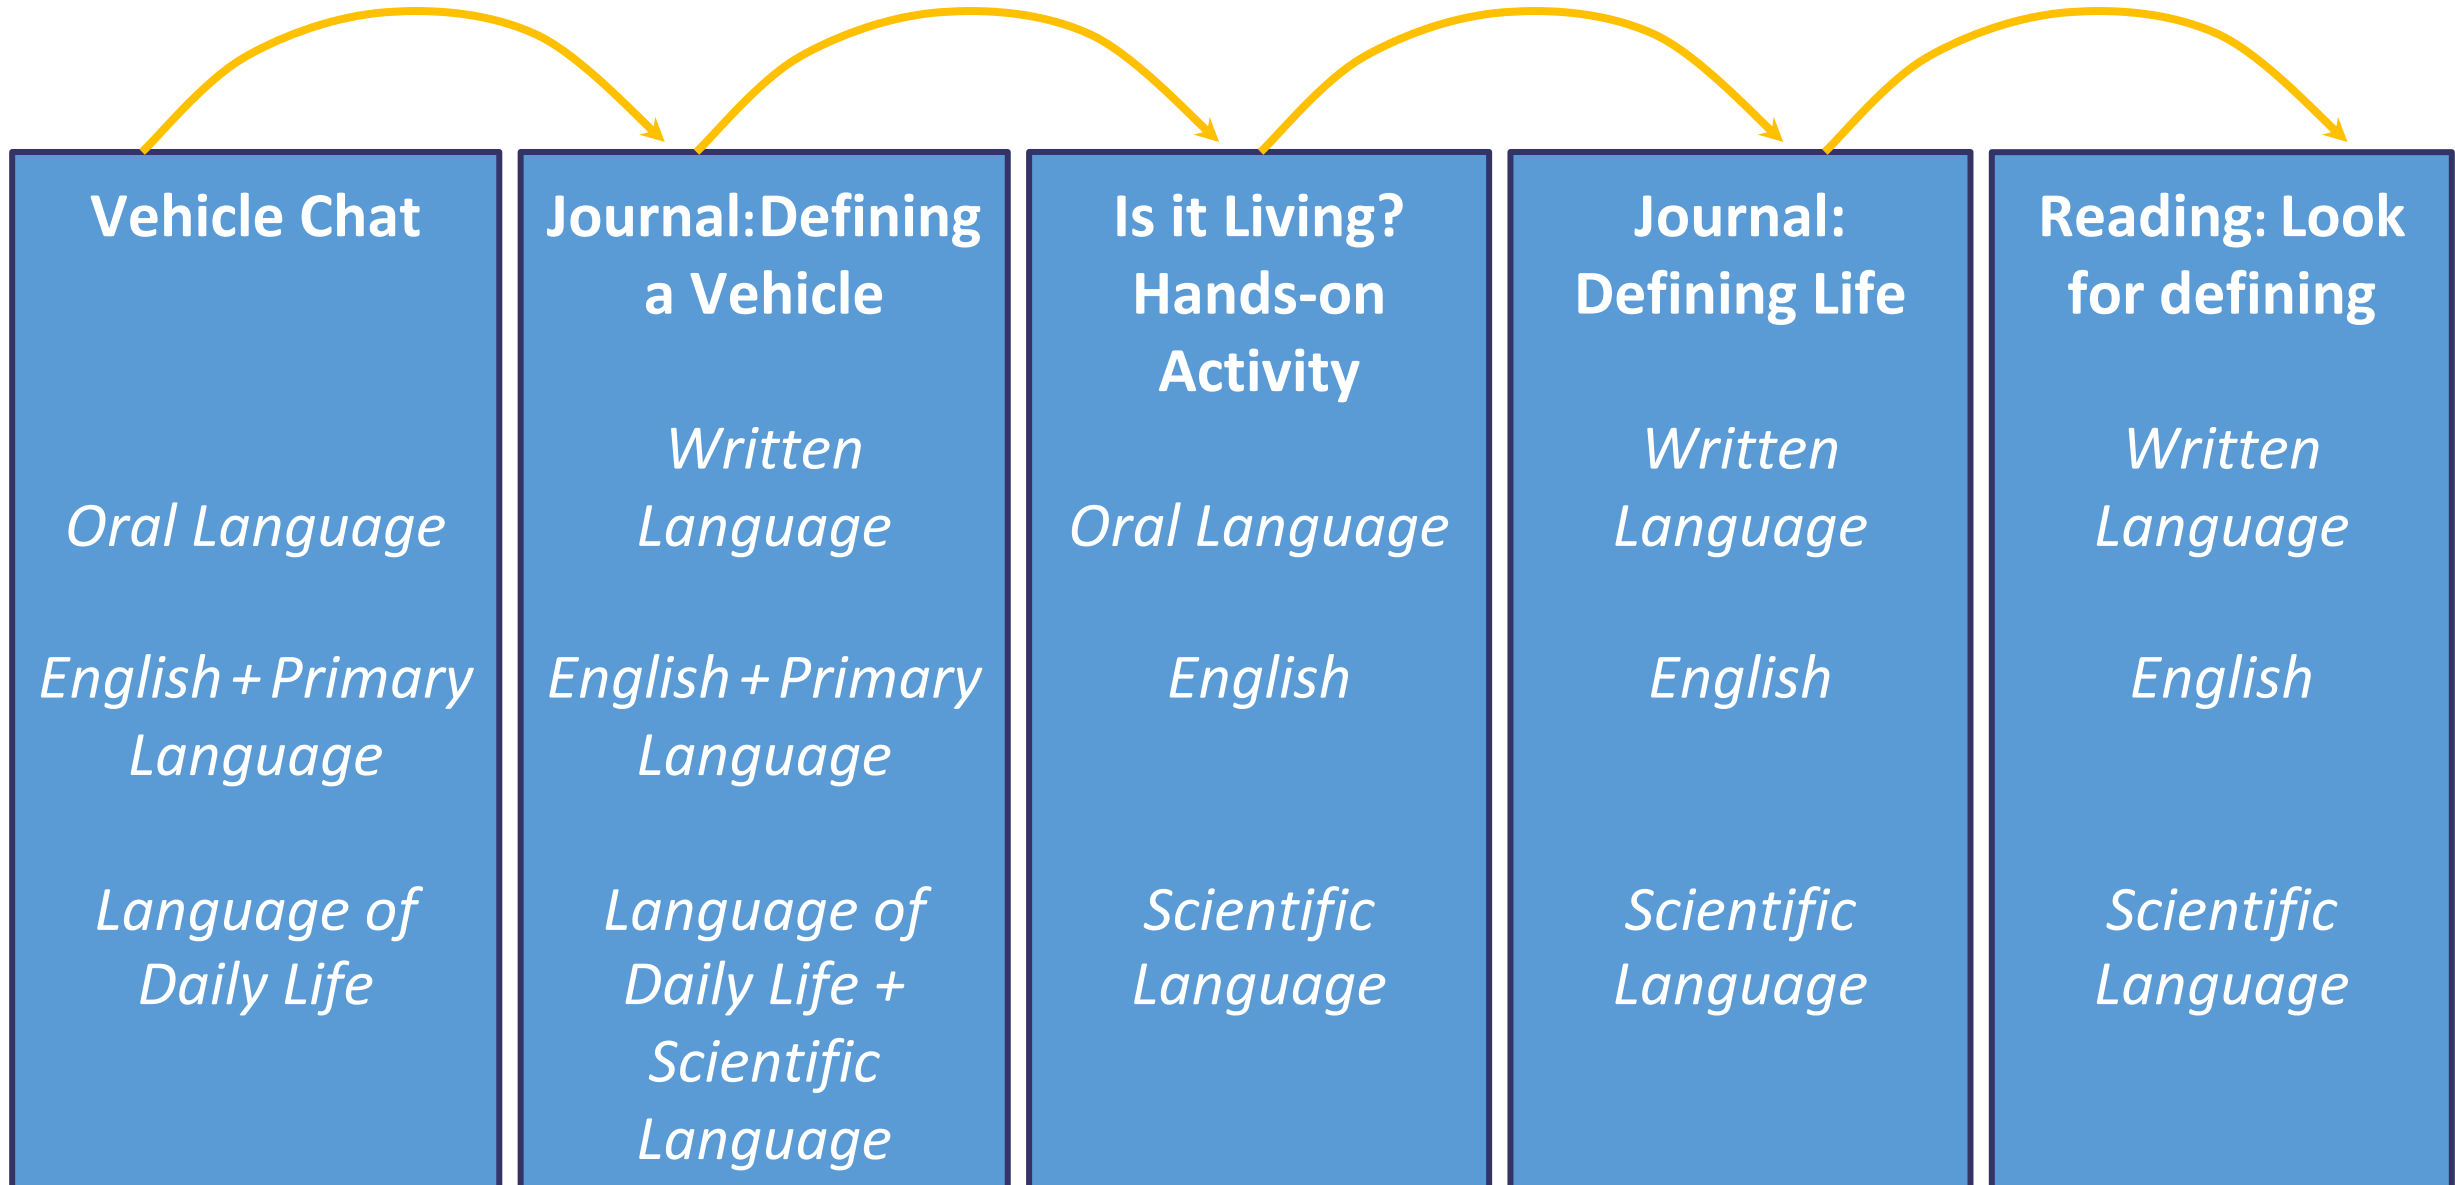 Vehicle Chat
Oral Language
English + Primary
Language
Language of
Daily Life
Journal: Defining
a Vehicle
Written
Language
English + Primary
Language
Language of
Daily Life +
Scientific
Language
Is it Living?
Hands-on
Activity
Oral Language
English
Scientific
Language
Journal:
Defining Life
Written
Language
English
Scientific
Language
Reading: Look
for defining
Written
Language
English
Scientific
Language